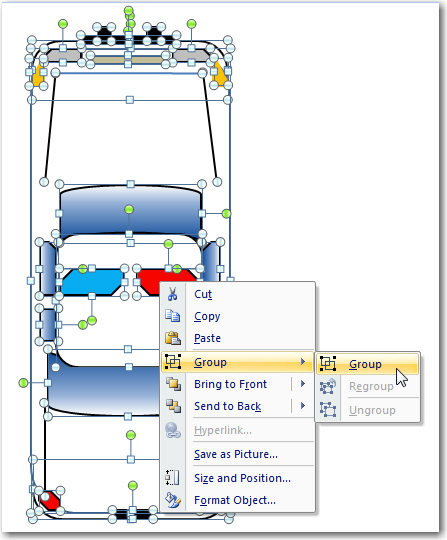 Cut
Copy
Paste
Group
Group
Bring to Front
Regroup
Send to Back
Ungroup
Hyperlink...
Save as Picture...
Size and Position...
Format Object...